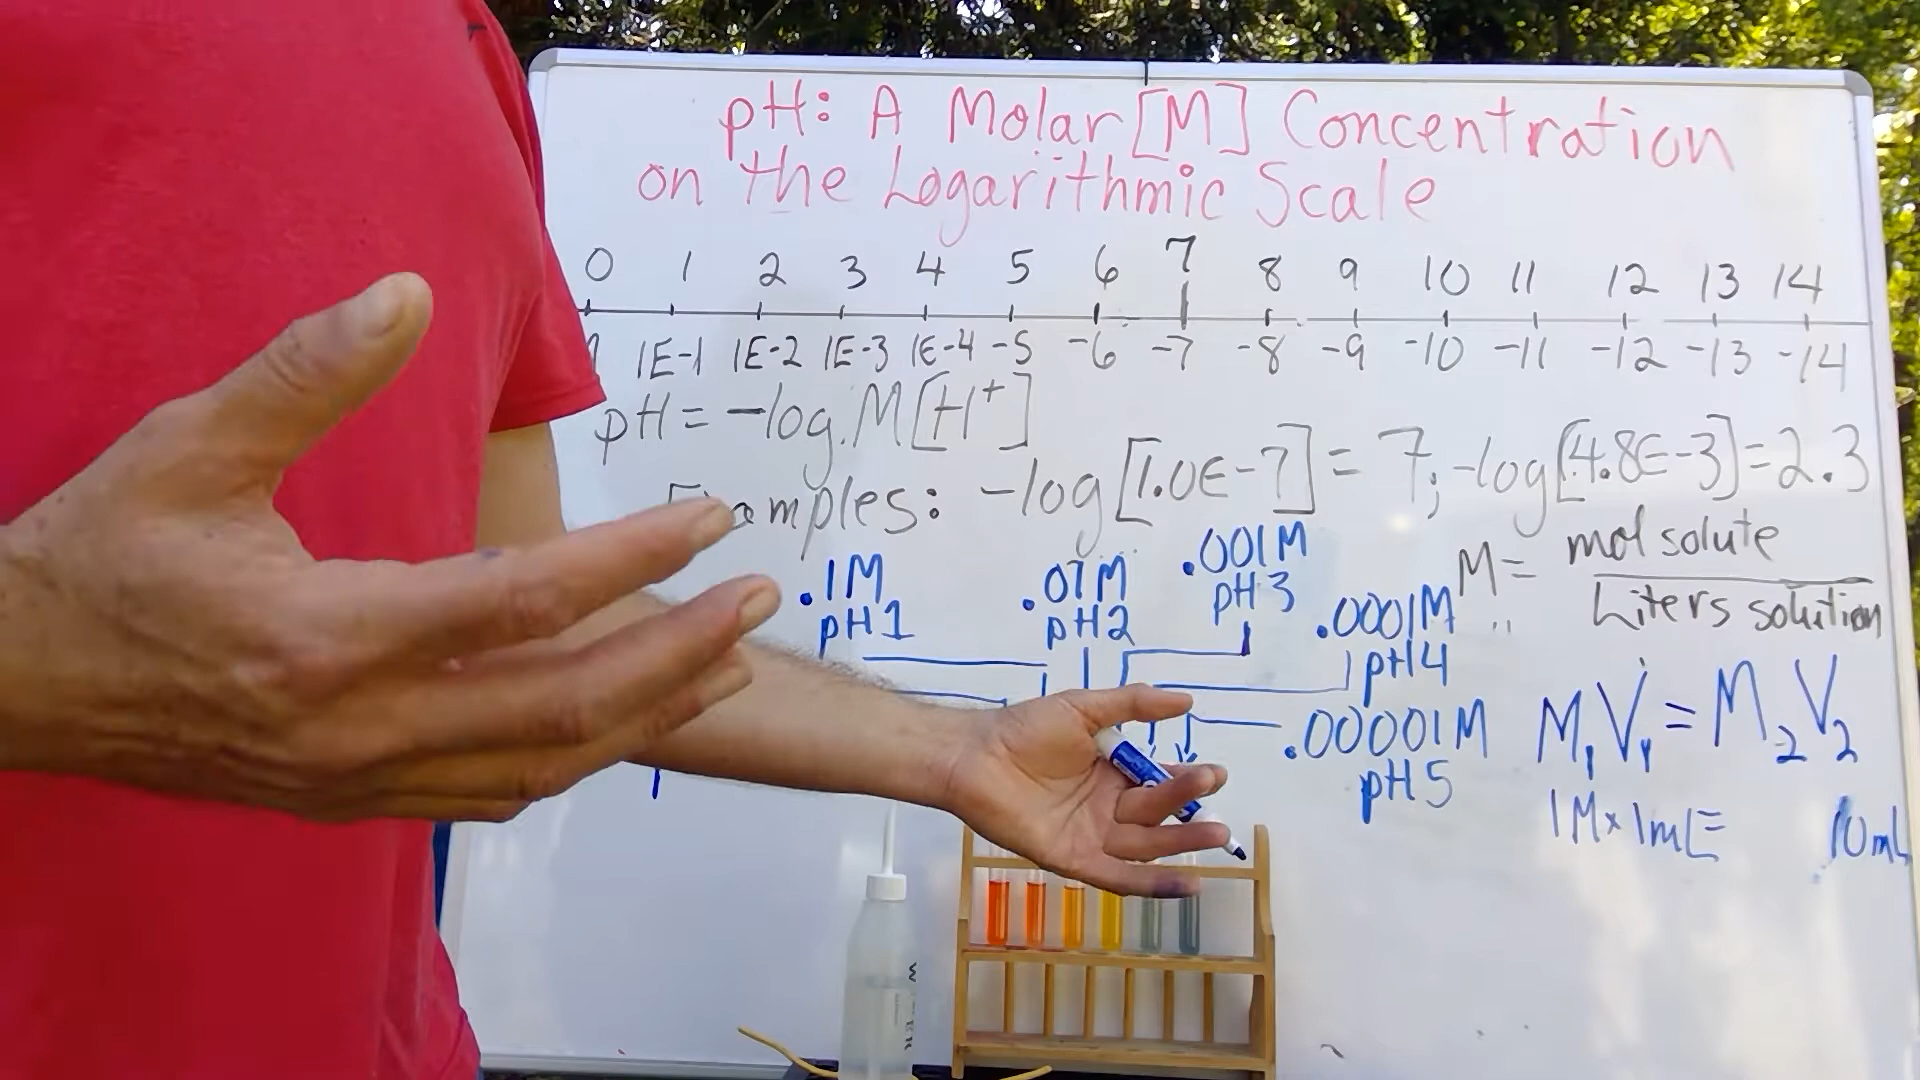 pH: A Molar [M] Concentration
on the Logarithmic Scale
0 1 2 3 4 5 6 7 8 9 10 11 12 13 14
1E-1 1E-2 1E-3 1E-4 -5 -6 -7 -8 -9 -10 -11 -12 -13 -14
pH = -log M[H+]
-log[1.0E-7] = 7; -log[4.8E-3]=2.3
.1M
pH1
.01M
pH2
.001M
pH3
.0001M
pH4
.00001M
pH5
M = mol solute
Liters solution
M1V1 = M2V2
1M x 1mL = 10mL